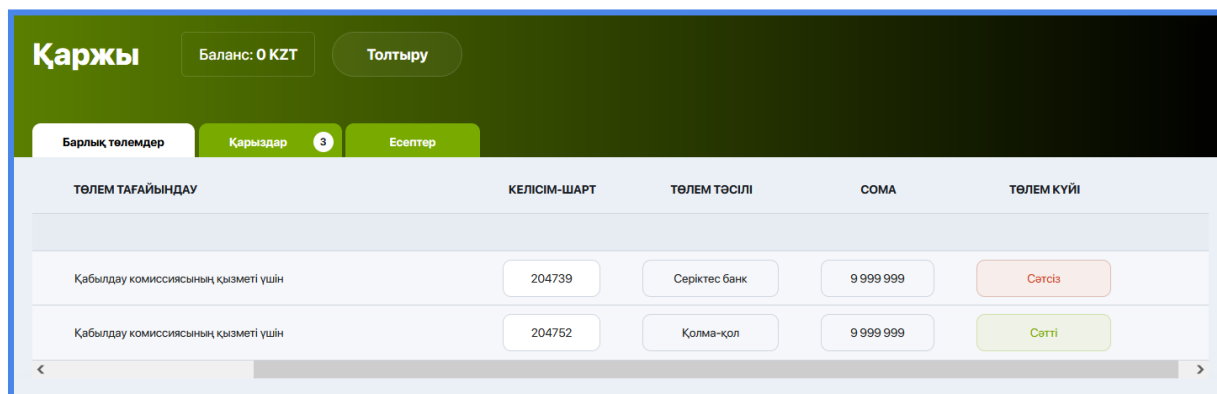 Қаржы Баланс: 0 KZT Толтыру
Барлық төлемдер Қарыздар 3 Есептер
ТӨЛЕМ ТАҒАЙЫНДАУ КЕЛІСІМ-ШАРТ ТӨЛЕМ ТӘСІЛІ СОМА ТӨЛЕМ КҮЙІ
Қабылдау комиссиясының қызметі үшін 204739 Серіктес банк 9 999 999 Сәтсіз
Қабылдау комиссиясының қызметі үшін 204752 Қолма-қол 9 999 999 Сәтті